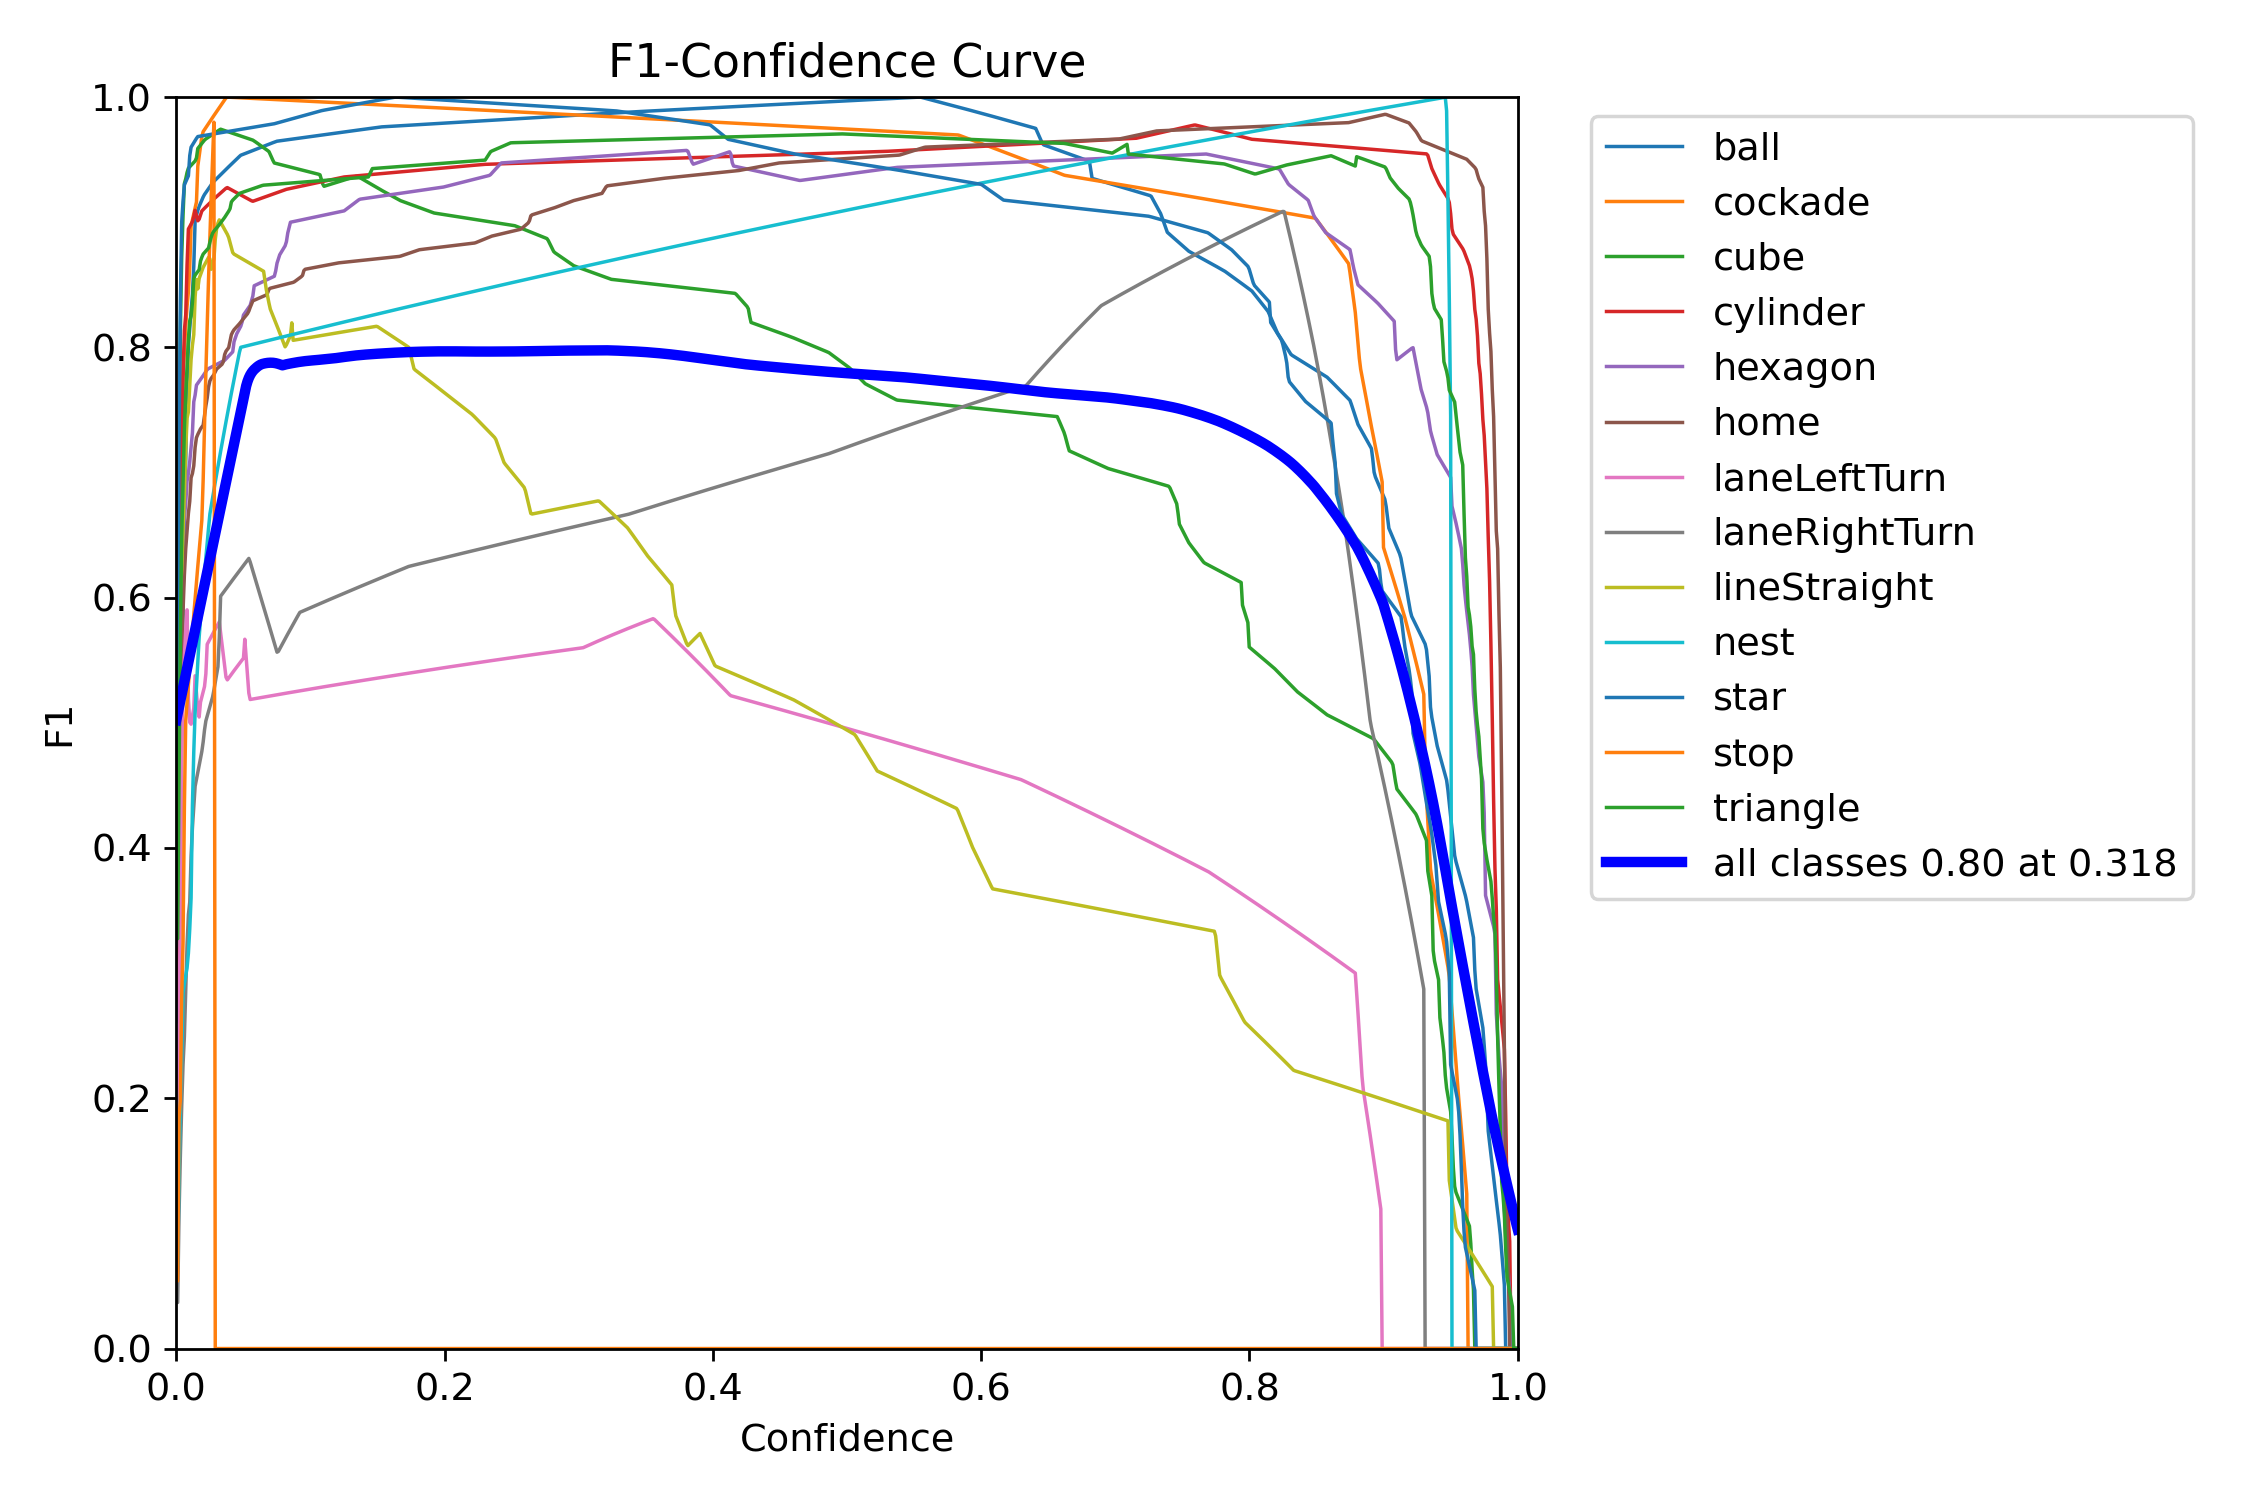 F1-Confidence Curve
1.0
0.8
0.6
0.4
0.2
0.0
F1
0.0 0.2 0.4 0.6 0.8 1.0
Confidence
ball
cockade
cube
cylinder
hexagon
home
laneLeftTurn
laneRightTurn
lineStraight
nest
star
stop
triangle
all classes 0.80 at 0.318